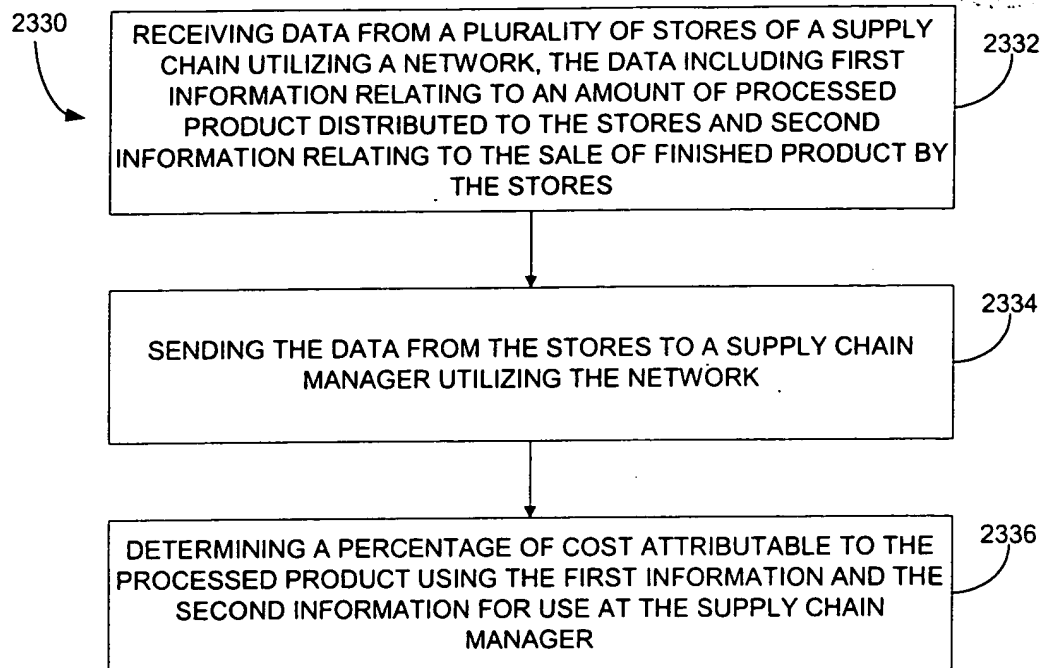 2330
RECEIVING DATA FROM A PLURALITY OF STORES OF A SUPPLY
CHAIN UTILIZING A NETWORK, THE DATA INCLUDING FIRST
INFORMATION RELATING TO AN AMOUNT OF PROCESSED
PRODUCT DISTRIBUTED TO THE STORES AND SECOND
INFORMATION RELATING TO THE SALE OF FINISHED PRODUCT BY
THE STORES
2332
SENDING THE DATA FROM THE STORES TO A SUPPLY CHAIN
MANAGER UTILIZING THE NETWORK
2334
DETERMINING A PERCENTAGE OF COST ATTRIBUTABLE TO THE
PROCESSED PRODUCT USING THE FIRST INFORMATION AND THE
SECOND INFORMATION FOR USE AT THE SUPPLY CHAIN
MANAGER
2336